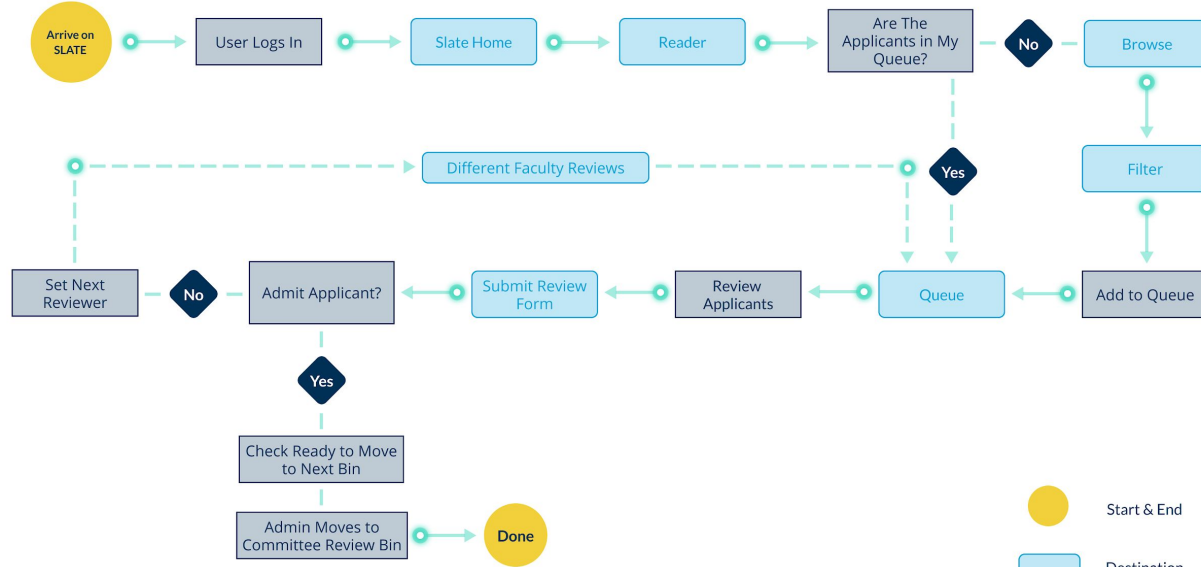 Arrive on
SLATE
User Logs In
Slate Home
Reader
Are The
Applicants in My
Queue?
No
Browse
Different Faculty Reviews
Yes
Filter
Set Next
Reviewer
No
Admit Applicant?
Submit Review
Form
Review
Applicants
Queue
Add to Queue
Yes
Check Ready to Move
to Next Bin
Admin Moves to
Committee Review Bin
Done
Start & End
Destination